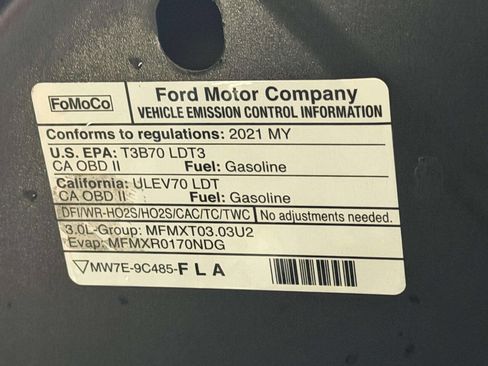 FoMoCo
Ford Motor Company
VEHICLE EMISSION CONTROL INFORMATION
Conforms to regulations: 2021 MY
U.S. EPA: T3B70 LDT3
CA OBD II Fuel: Gasoline
California: ULEV70 LDT
CA OBD II Fuel: Gasoline
DFI/WR-HO2S/HO2S/CAC/TC/TWC No adjustments needed.
3.0L-Group: MFMXT03.03U2
Evap: MFMXR0170NDG
MW7E-9C485-F L A